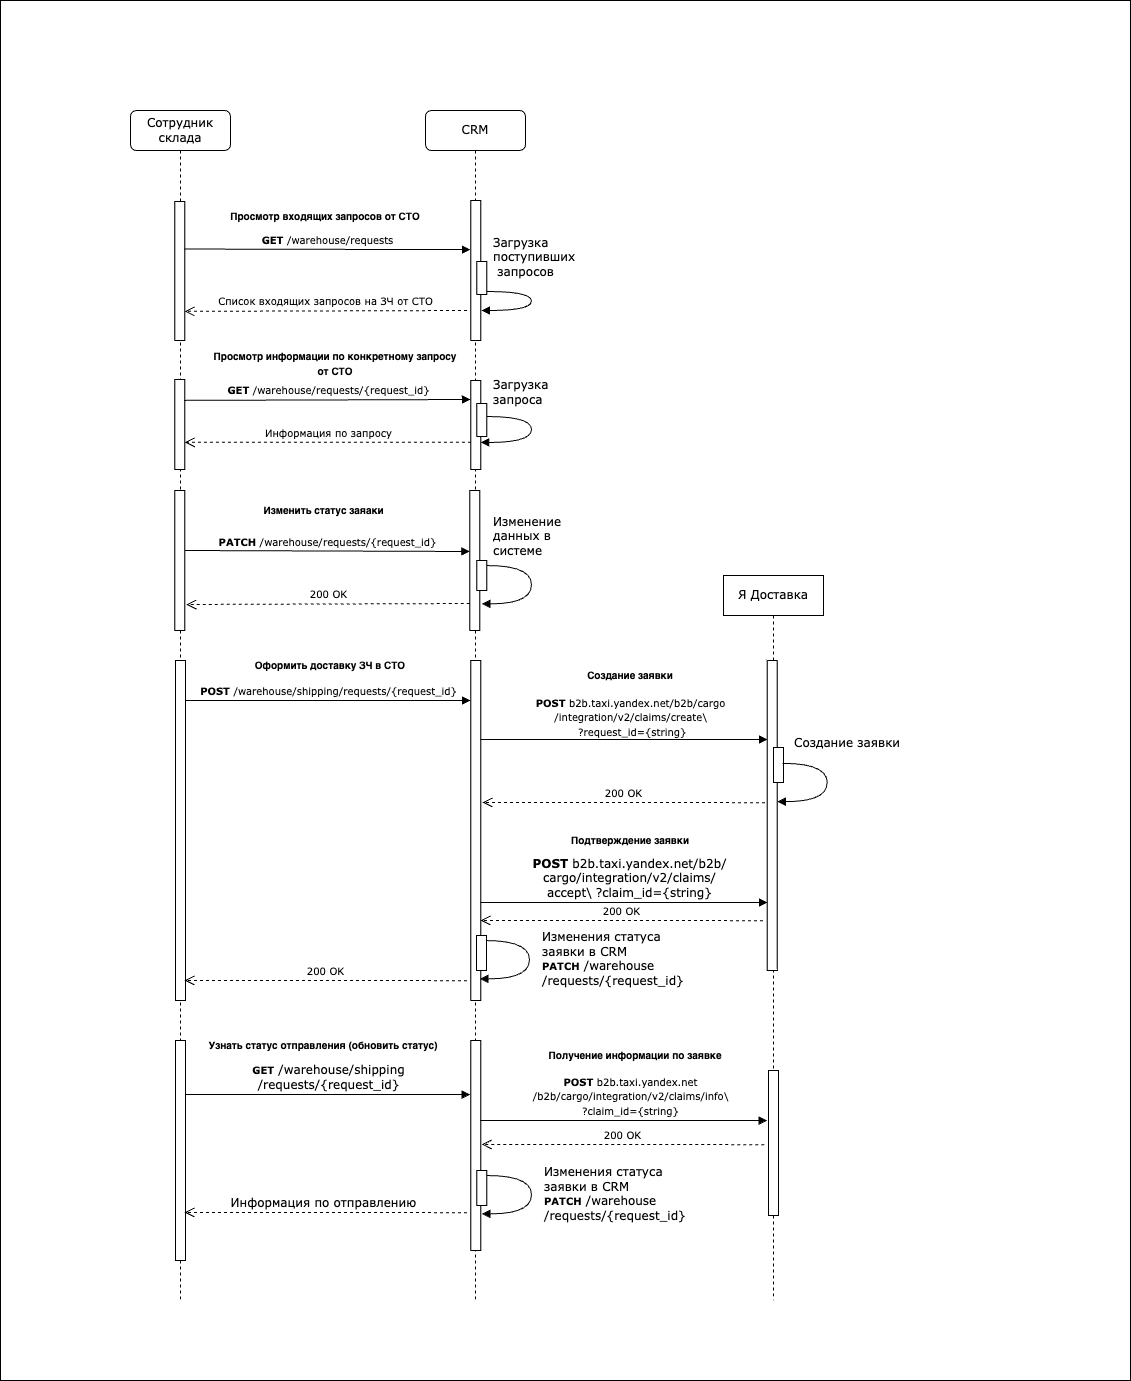 Сотрудник
склада
CRM
Просмотр входящих запросов от СТО
GET /warehouse/requests
Загрузка
поступивших
запросов
Список входящих запросов на ЗЧ от СТО
Просмотр информации по конкретному запросу
от СТО
GET /warehouse/requests/{request_id}
Загрузка
запроса
Информация по запросу
Изменить статус заяаки
PATCH /warehouse/requests/{request_id}
Изменение
данных в
системе
200 OK
Я Доставка
Оформить доставку ЗЧ в СТО
POST /warehouse/shipping/requests/{request_id}
Создание заявки
POST b2b.taxi.yandex.net/b2b/cargo
/integration/v2/claims/create\
?request_id={string}
Создание заявки
200 OK
Подтверждение заявки
POST b2b.taxi.yandex.net/b2b/
cargo/integration/v2/claims/
accept\ ?claim_id={string}
200 OK
Изменения статуса
заявки в CRM
PATCH /warehouse
/requests/{request_id}
200 OK
Узнать статус отправления (обновить статус)
GET /warehouse/shipping
/requests/{request_id}
Получение информации по заявке
POST b2b.taxi.yandex.net
/b2b/cargo/integration/v2/claims/info\
?claim_id={string}
200 OK
Изменения статуса
заявки в CRM
PATCH /warehouse
/requests/{request_id}
Информация по отправлению